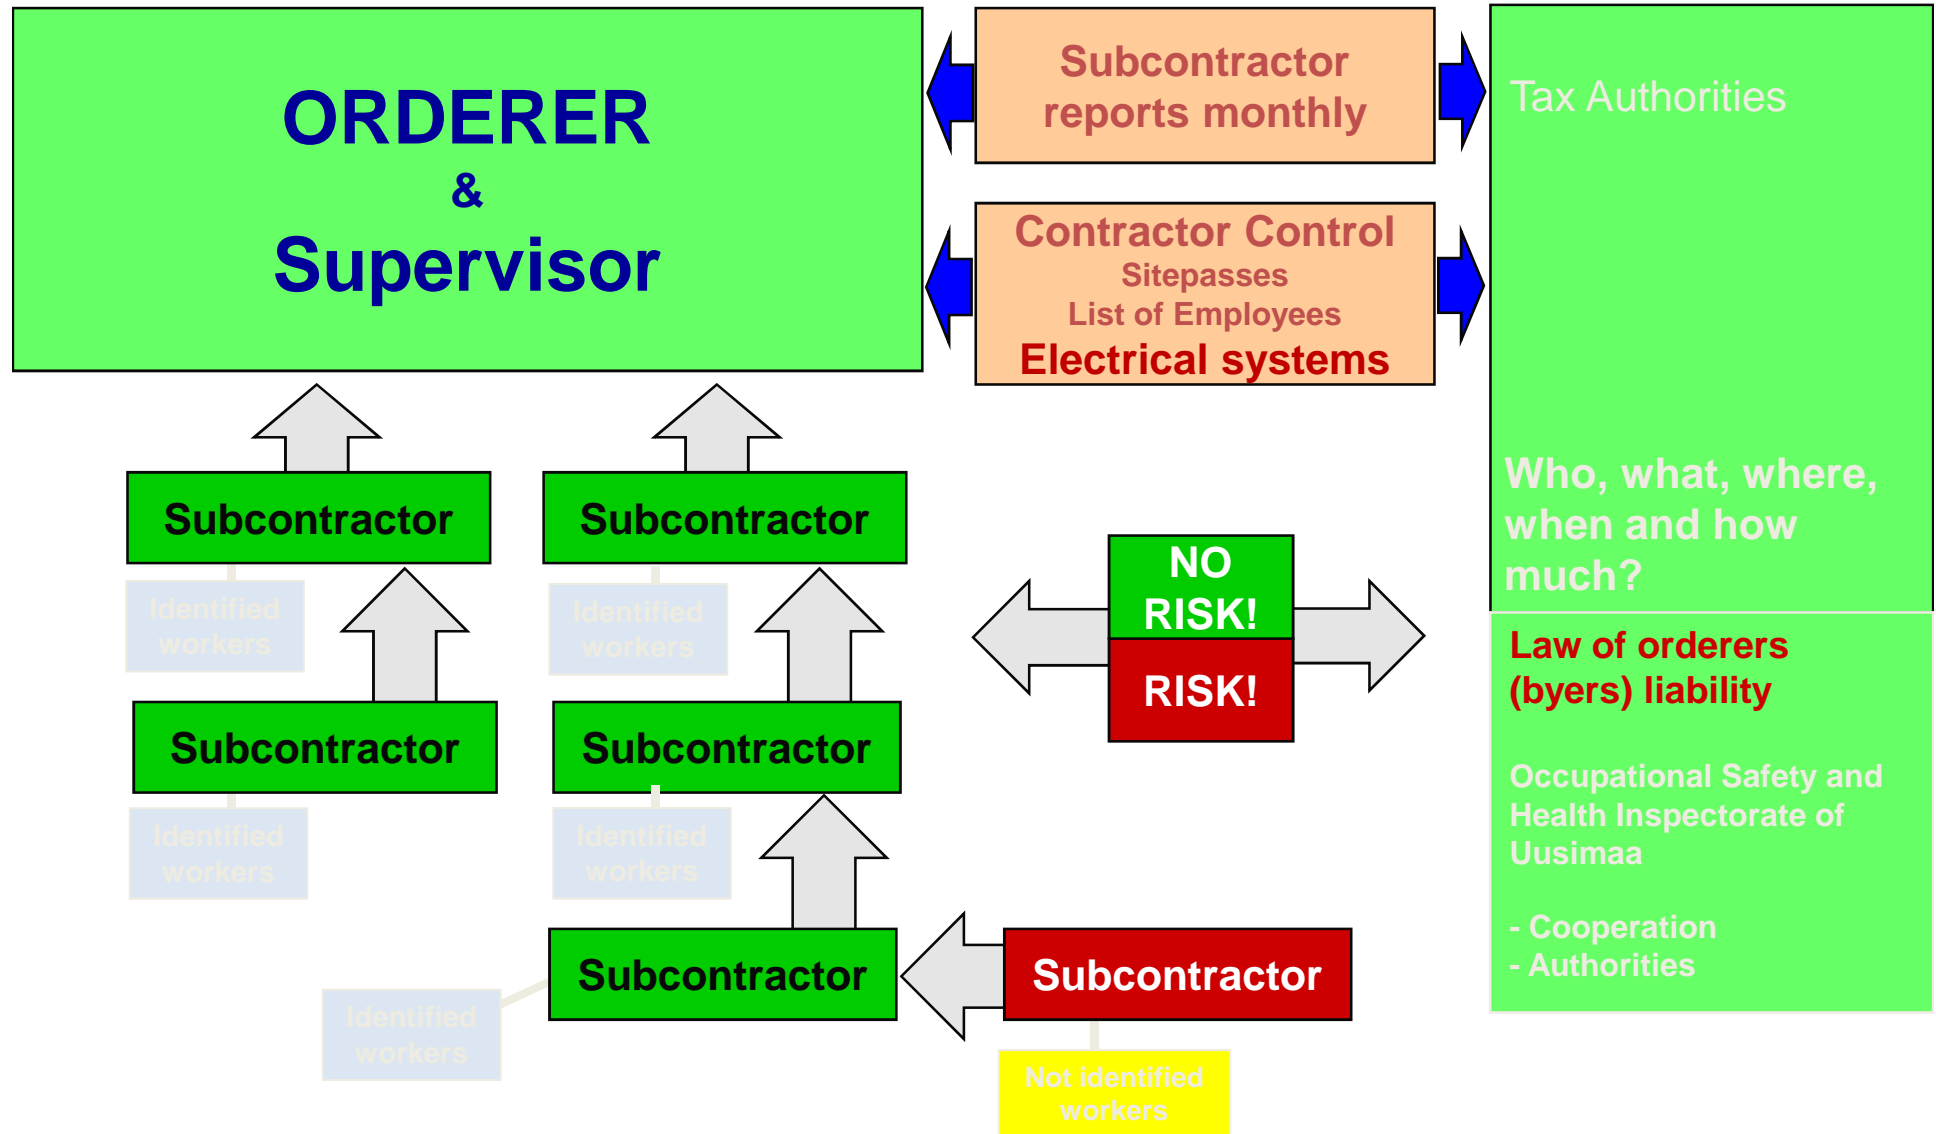 ORDERER
&
Supervisor
Subcontractor
reports monthly
Contractor Control
Sitepasses
List of Employees
Electrical systems
Tax Authorities
Who, what, where,
when and how
much?
Law of orderers
(byers) liability
Occupational Safety and
Health Inspectorate of
Uusimaa
- Cooperation
- Authorities
Subcontractor
Subcontractor
Identified
workers
Identified
workers
NO
RISK!
RISK!
Subcontractor
Subcontractor
Identified
workers
Identified
workers
Subcontractor
Subcontractor
Identified
workers
Not identified
workers